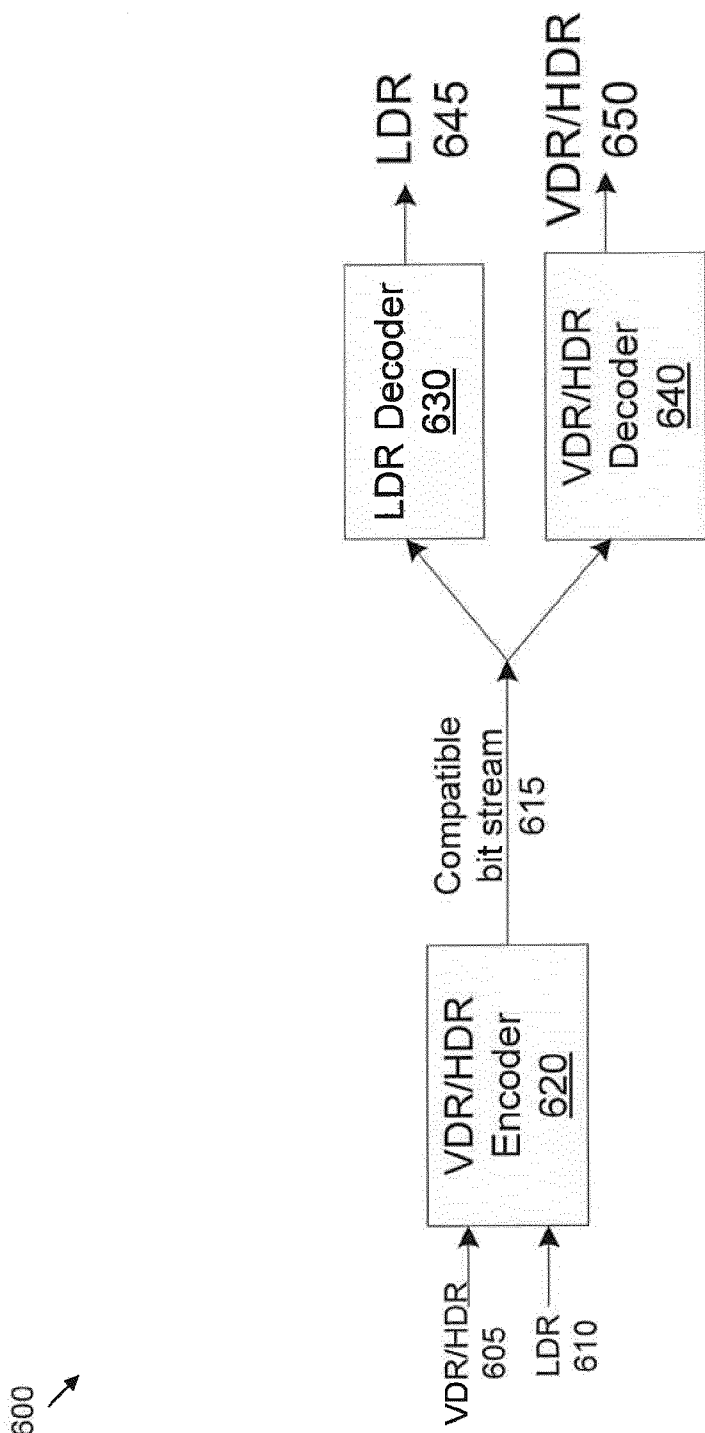 600
VDR/HDR
605
LDR
610
VDR/HDR
Encoder
620
Compatible
bit stream
615
LDR Decoder
630
VDR/HDR
Decoder
640
LDR
645
VDR/HDR
650